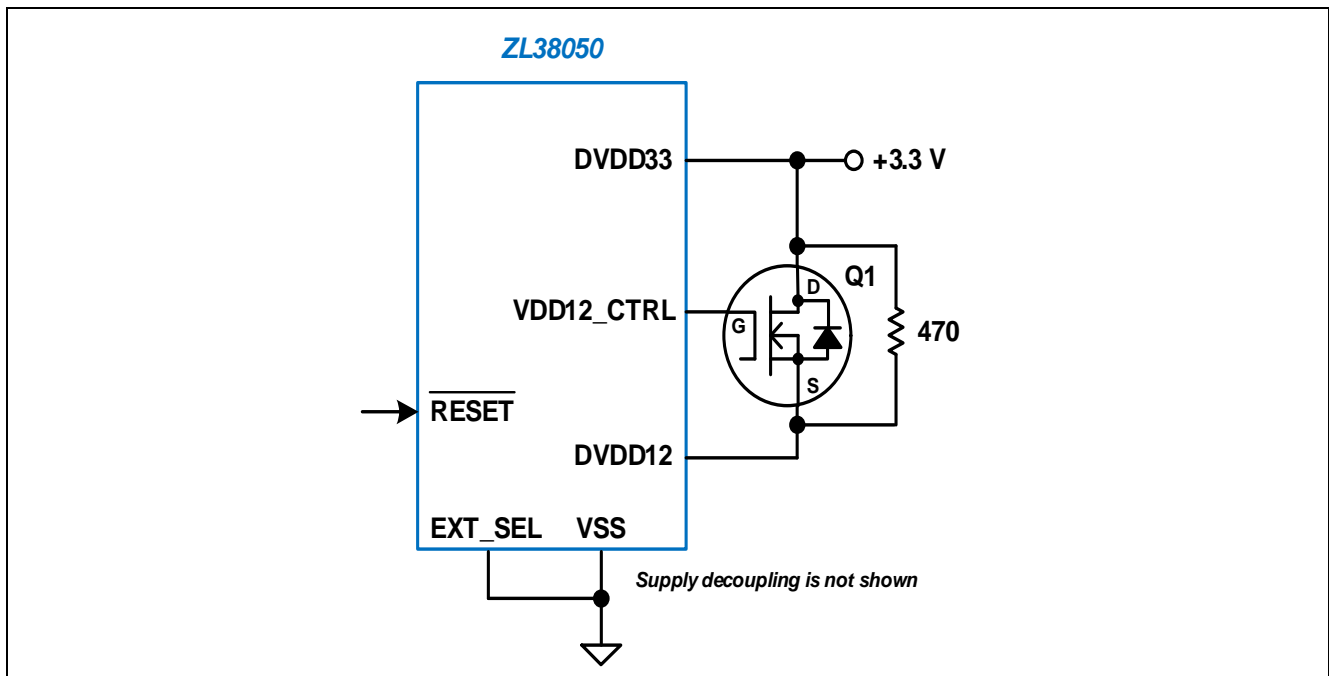 ZL38050
DVDD33
+3.3 V
D
Q1
VDD12_CTRL
G
470
S
RESET
DVDD12
EXT_SEL VSS
Supply decoupling is not shown